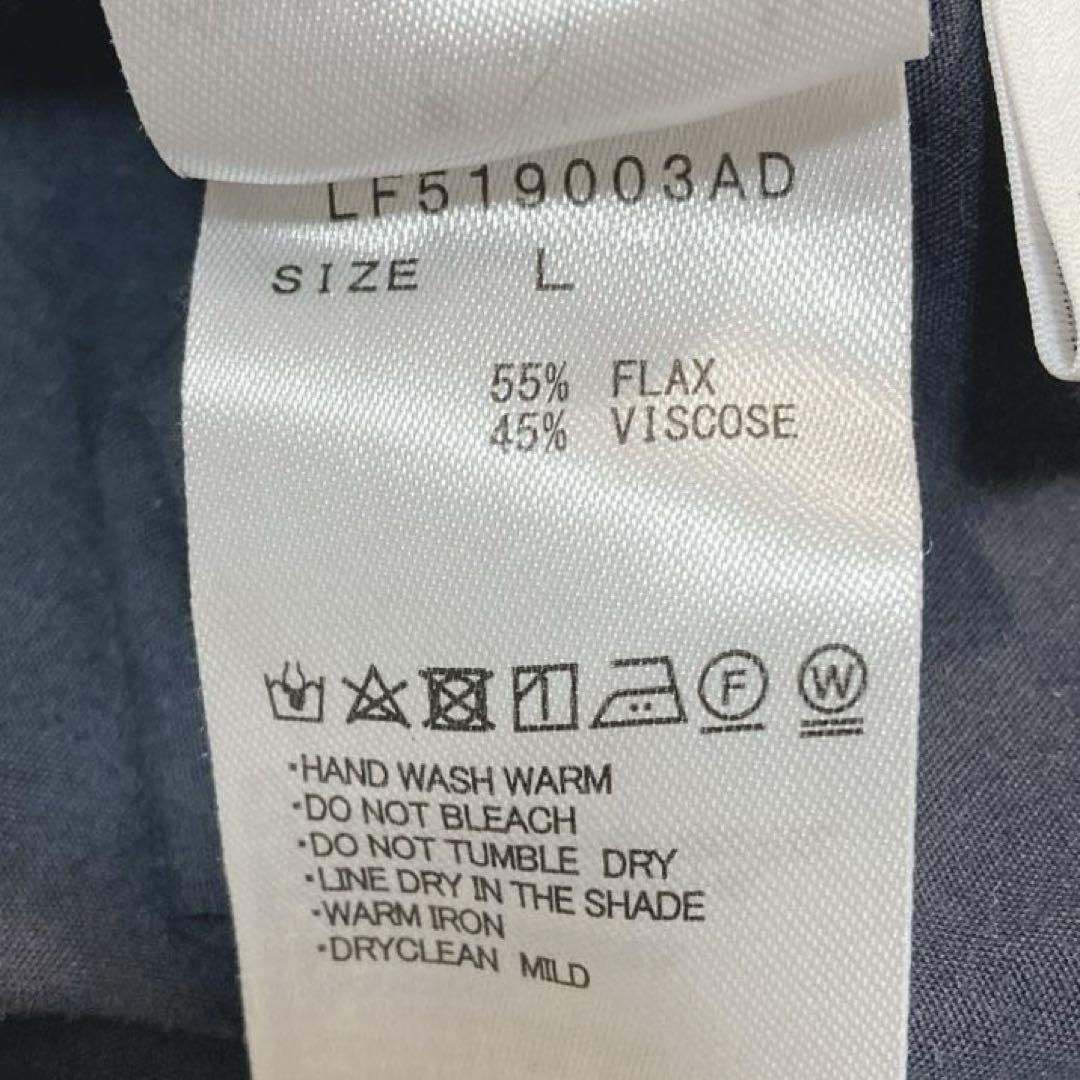 LF519003AD
SIZE L
55% FLAX
45% VISCOSE
F W
·HAND WASH WARM
·DO NOT BLEACH
·DO NOT TUMBLE DRY
·LINE DRY IN THE SHADE
·WARM IRON
·DRYCLEAN MILD